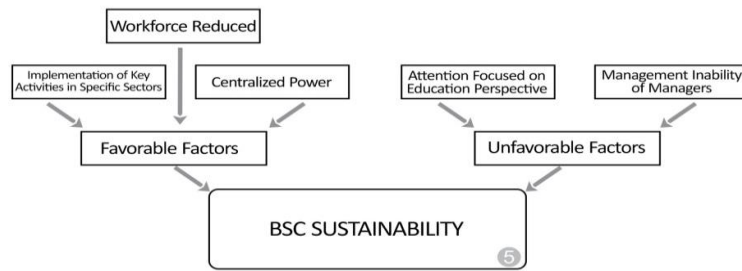 Workforce Reduced
Implementation of Key
Activities in Specific Sectors
Centralized Power
Attention Focused on
Education Perspective
Management Inability
of Managers
Favorable Factors
Unfavorable Factors
BSC SUSTAINABILITY
5